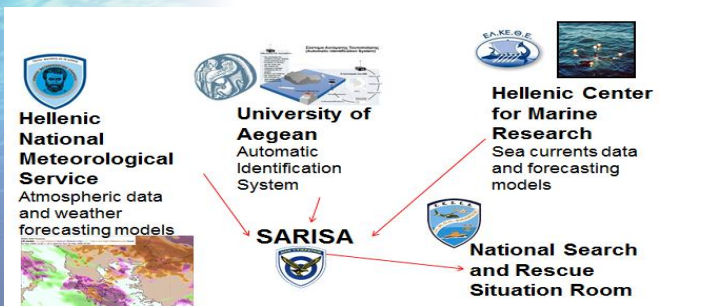 Hellenic
National
Meteorological
Service
Atmospheric data
and weather
forecasting models
University of
Aegean
Automatic
Identification
System
ΕΛ.ΚΕ.Θ.Ε.
Hellenic Center
for Marine
Research
Sea currents data
and forecasting
models
SARISA
National Search
and Rescue
Situation Room